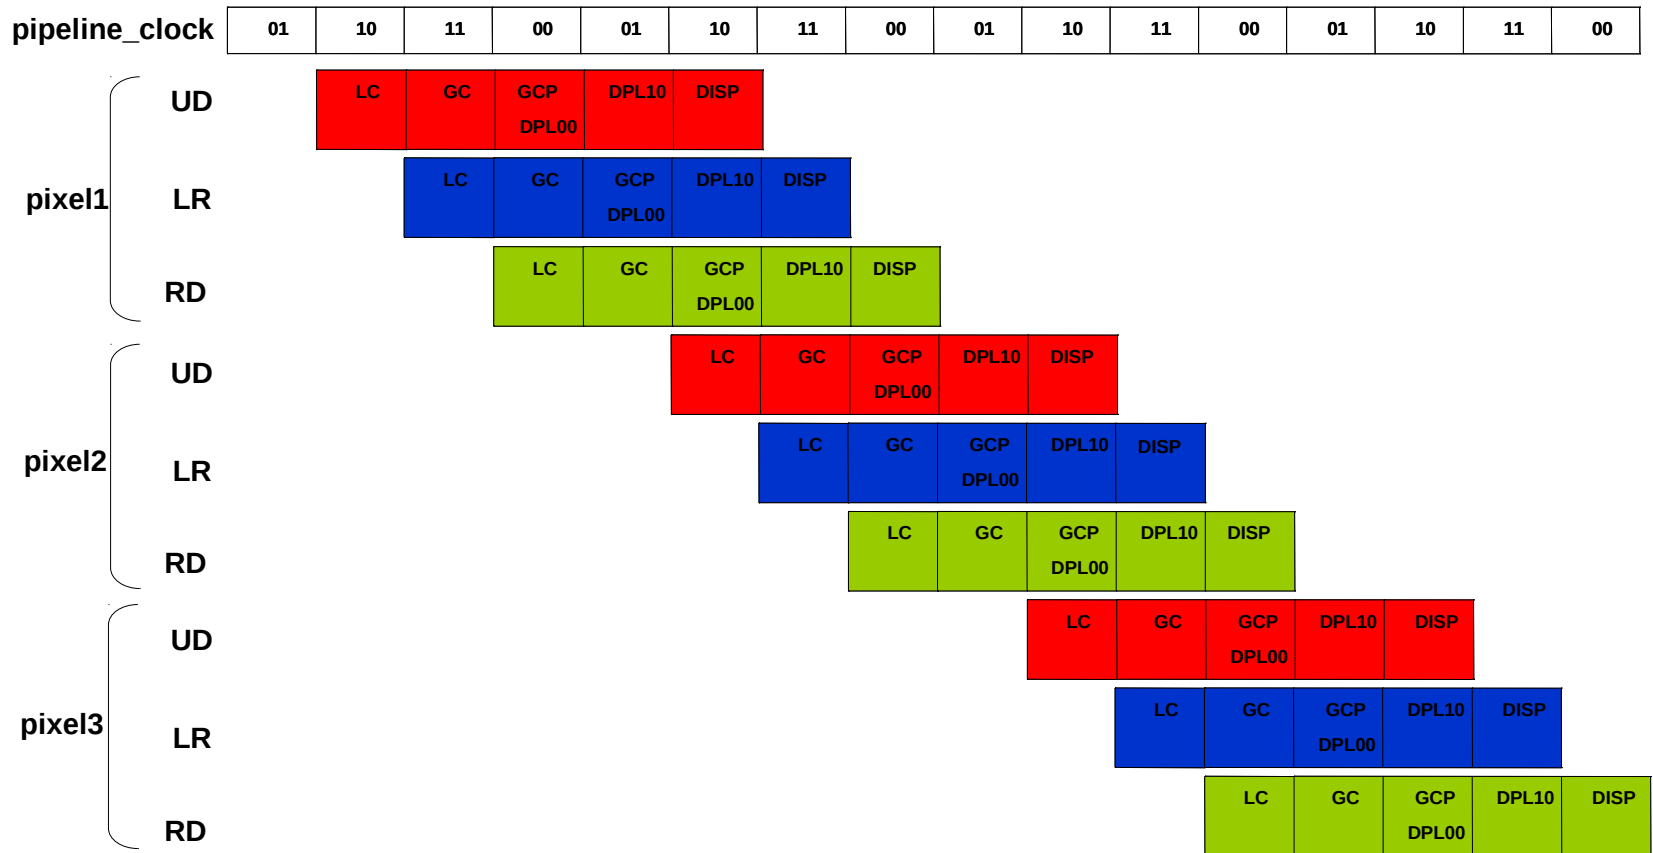 pipeline_clock 01 10 11 00 01 10 11 00 01 10 11 00 01 10 11 00
pixel1
UD LC GC GCP DPL10 DISP
DPL00
LR LC GC GCP DPL10 DISP
DPL00
RD LC GC GCP DPL10 DISP
DPL00
pixel2
UD LC GC GCP DPL10 DISP
DPL00
LR LC GC GCP DPL10 DISP
DPL00
RD LC GC GCP DPL10 DISP
DPL00
pixel3
UD LC GC GCP DPL10 DISP
DPL00
LR LC GC GCP DPL10 DISP
DPL00
RD LC GC GCP DPL10 DISP
DPL00